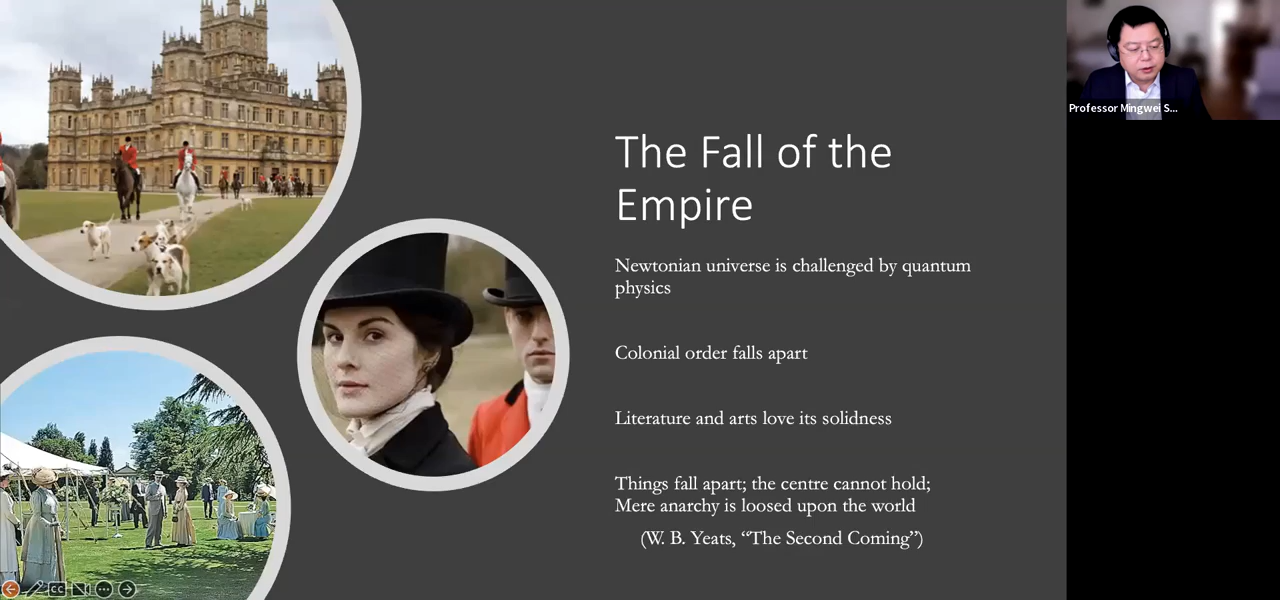 The Fall of the
Empire
Newtonian universe is challenged by quantum
physics
Colonial order falls apart
Literature and arts love its solidness
Things fall apart; the centre cannot hold;
Mere anarchy is loosed upon the world
(W. B. Yeats, “The Second Coming”)
Professor Mingwei S...
CC